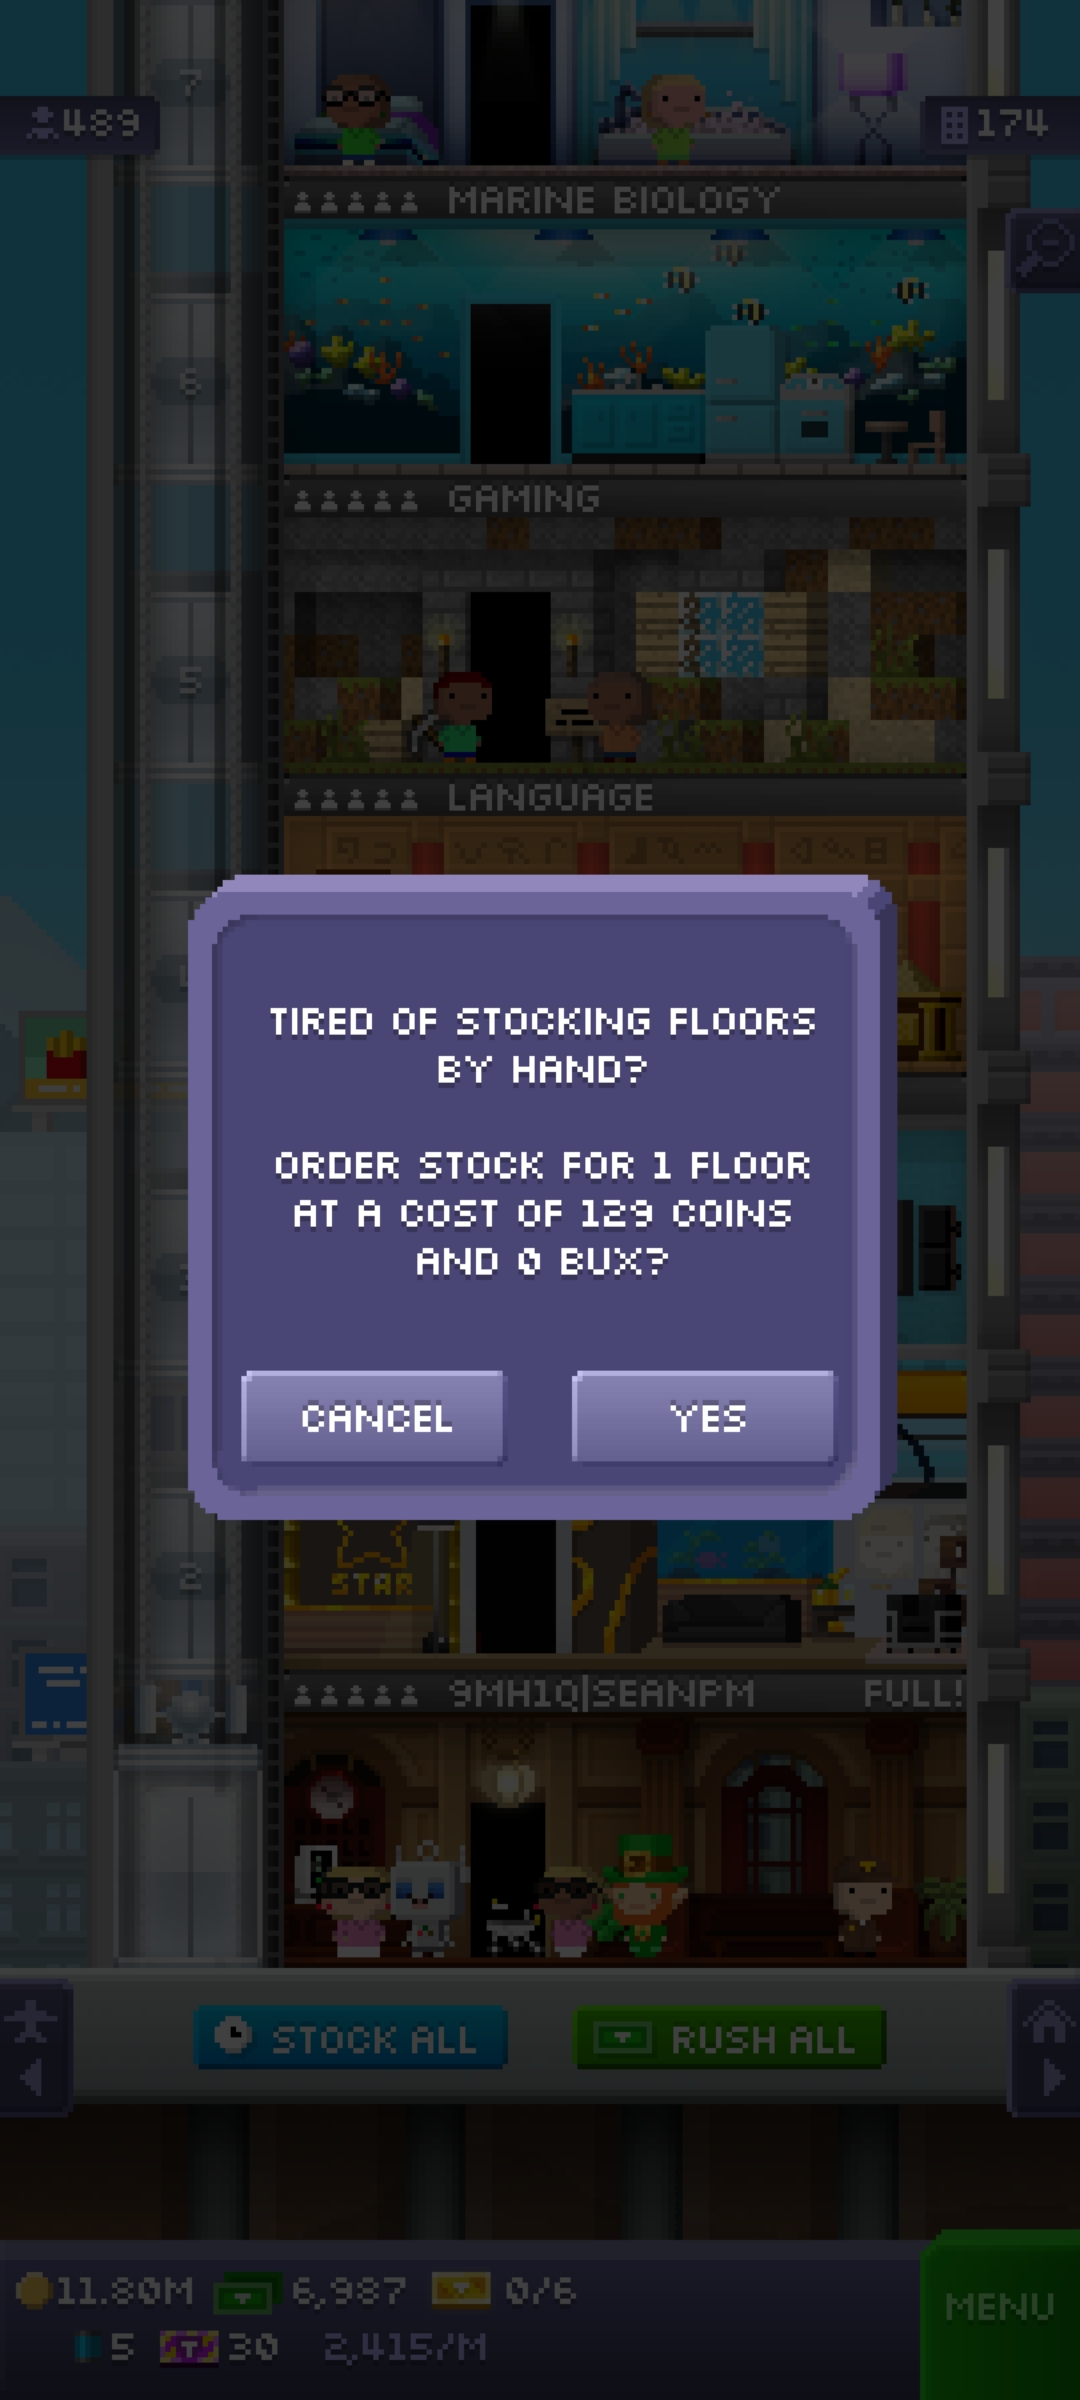 7
489
174
MARINE BIOLOGY
6
GAMING
5
LANGUAGE
TIRED OF STOCKING FLOORS
BY HAND?
ORDER STOCK FOR 1 FLOOR
AT A COST OF 129 COINS
AND 0 BUX?
CANCEL
YES
2
STAR
9MH1Q|SEANPM
FULL!
STOCK ALL
RUSH ALL
11.80M
6,987
0/6
MENU
5
30
2,415/M